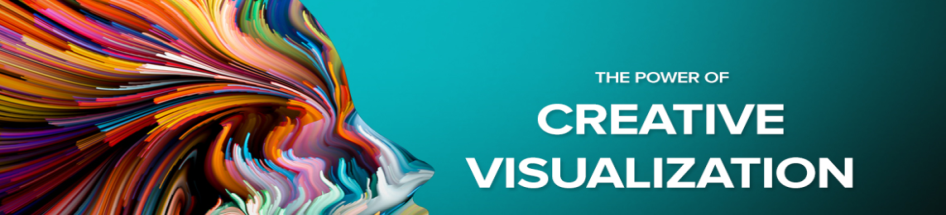 THE POWER OF
CREATIVE
VISUALIZATION